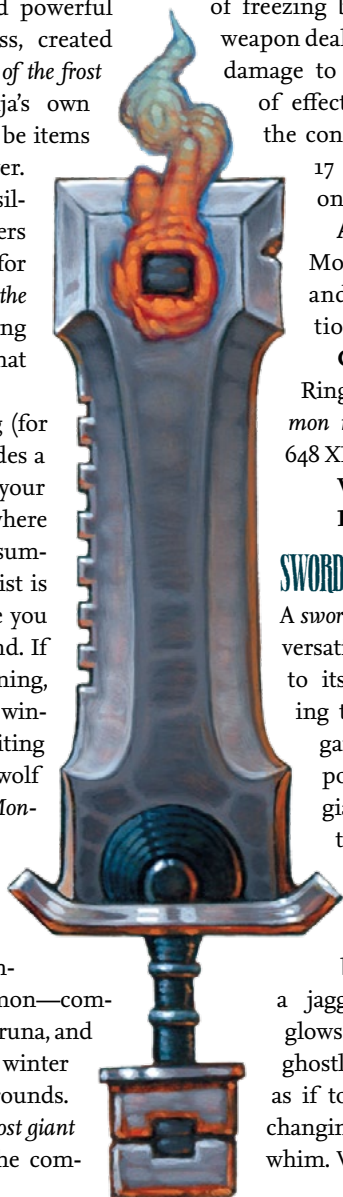 d powerful
ss, created
of the frost
ja's own
be items
er.
sil-
ers
for
the
ng
hat
g (for
des a
your
where
sum-
ist is
e you
nd. If
ning,
win-
iting
wolf
Mon-
n-
mon—com-
runa, and
winter
ounds.
ost giant
he com-
of freezing b
weapon deal
damage to
of effect
the con
17
on
A
Mo
and
tio
C
Ring
mon
648 XP
SWORD
A swor
versati
to its
ing t
gar
po
gia
t
a jagg
glows
ghostl
as if to
changin
whim. V